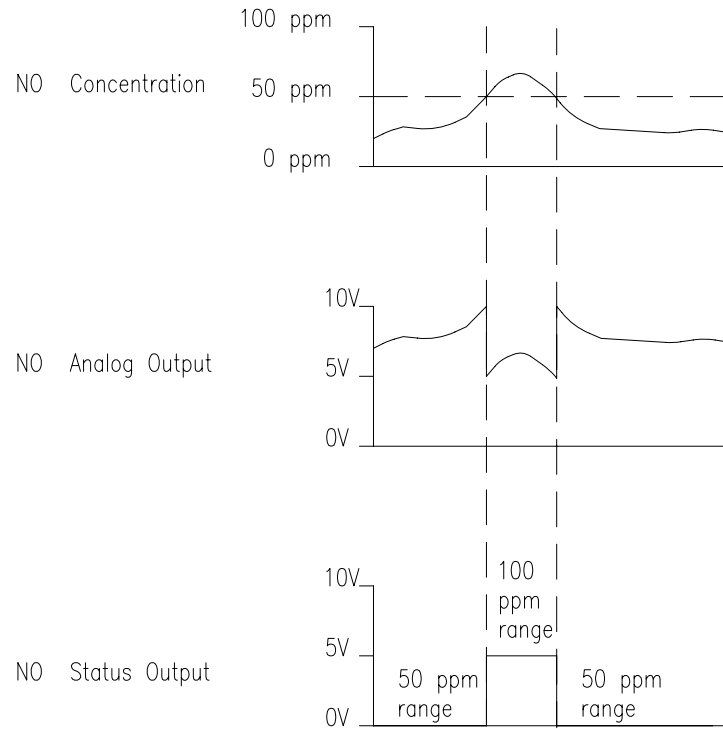 100 ppm
NO Concentration
50 ppm
0 ppm
10V
NO Analog Output
5V
0V
10V
100
ppm
range
5V
NO Status Output
50 ppm
range
50 ppm
range
0V